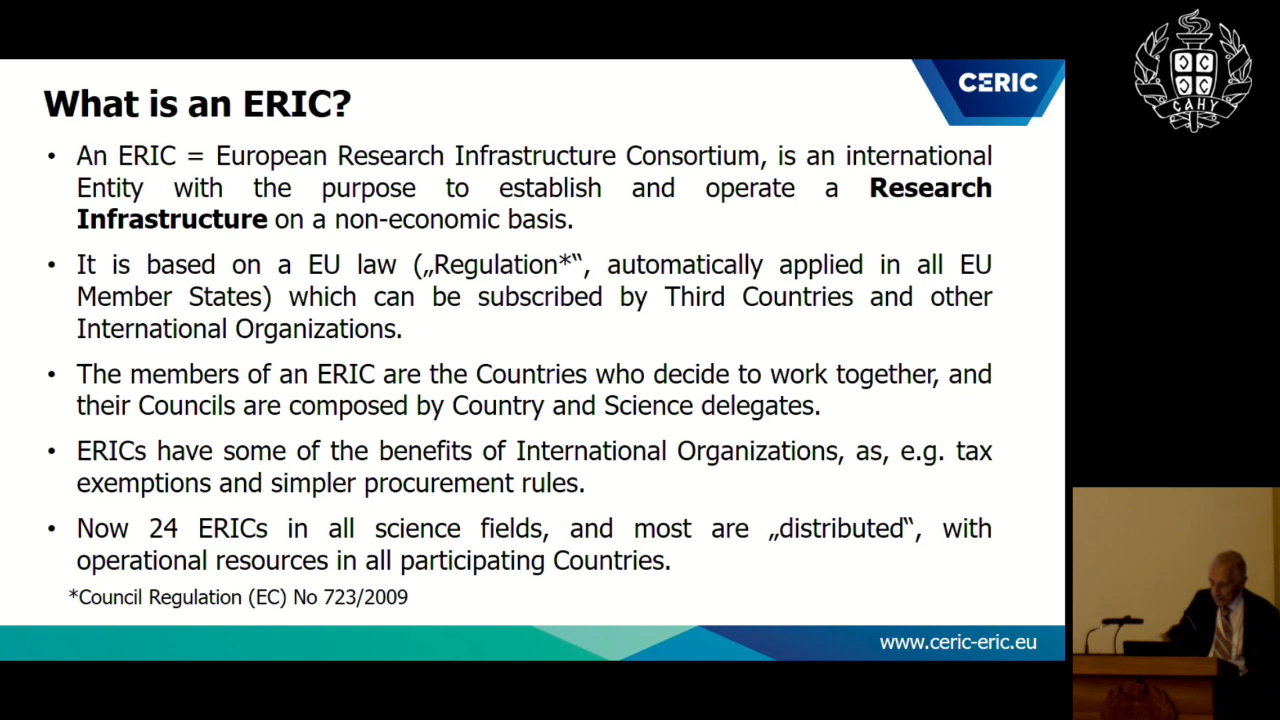 CERIC
What is an ERIC?
• An ERIC = European Research Infrastructure Consortium, is an international
Entity with the purpose to establish and operate a Research
Infrastructure on a non-economic basis.
• It is based on a EU law („Regulation*“, automatically applied in all EU
Member States) which can be subscribed by Third Countries and other
International Organizations.
• The members of an ERIC are the Countries who decide to work together, and
their Councils are composed by Country and Science delegates.
• ERICs have some of the benefits of International Organizations, as, e.g. tax
exemptions and simpler procurement rules.
• Now 24 ERICs in all science fields, and most are „distributed“, with
operational resources in all participating Countries.
*Council Regulation (EC) No 723/2009
www.ceric-eric.eu
САНУ